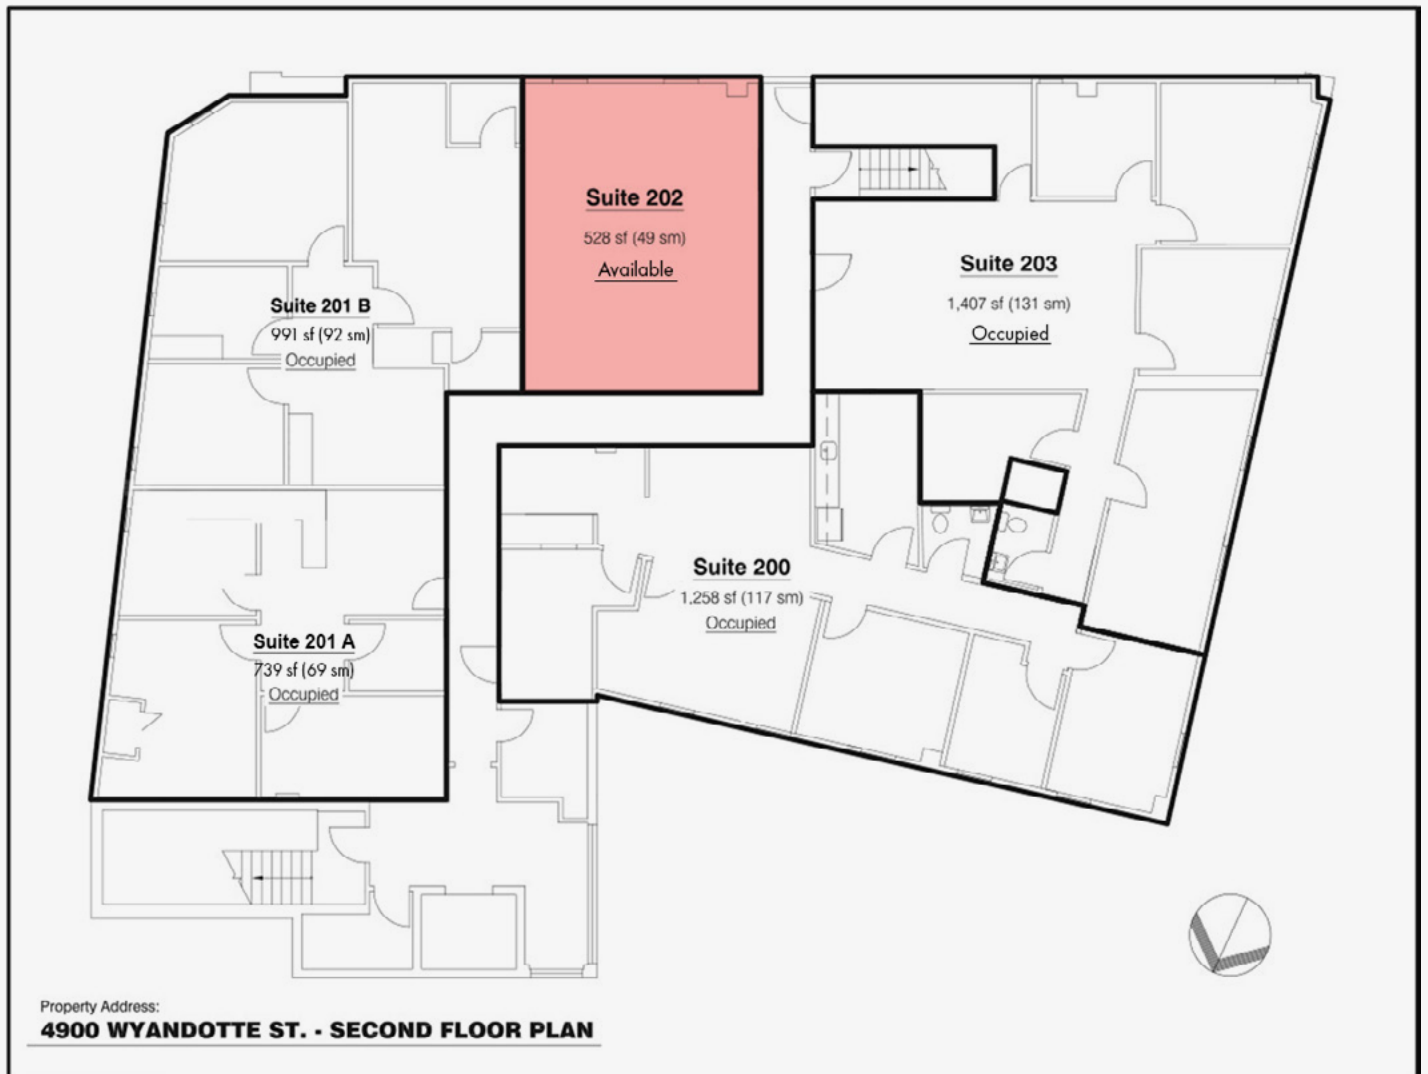 Suite 202
528 sf (49 sm)
Available
Suite 203
1,407 sf (131 sm)
Occupied
Suite 201 B
991 sf (92 sm)
Occupied
Suite 200
1,258 sf (117 sm)
Occupied
Suite 201 A
739 sf (69 sm)
Occupied
Property Address:
4900 WYANDOTTE ST. - SECOND FLOOR PLAN